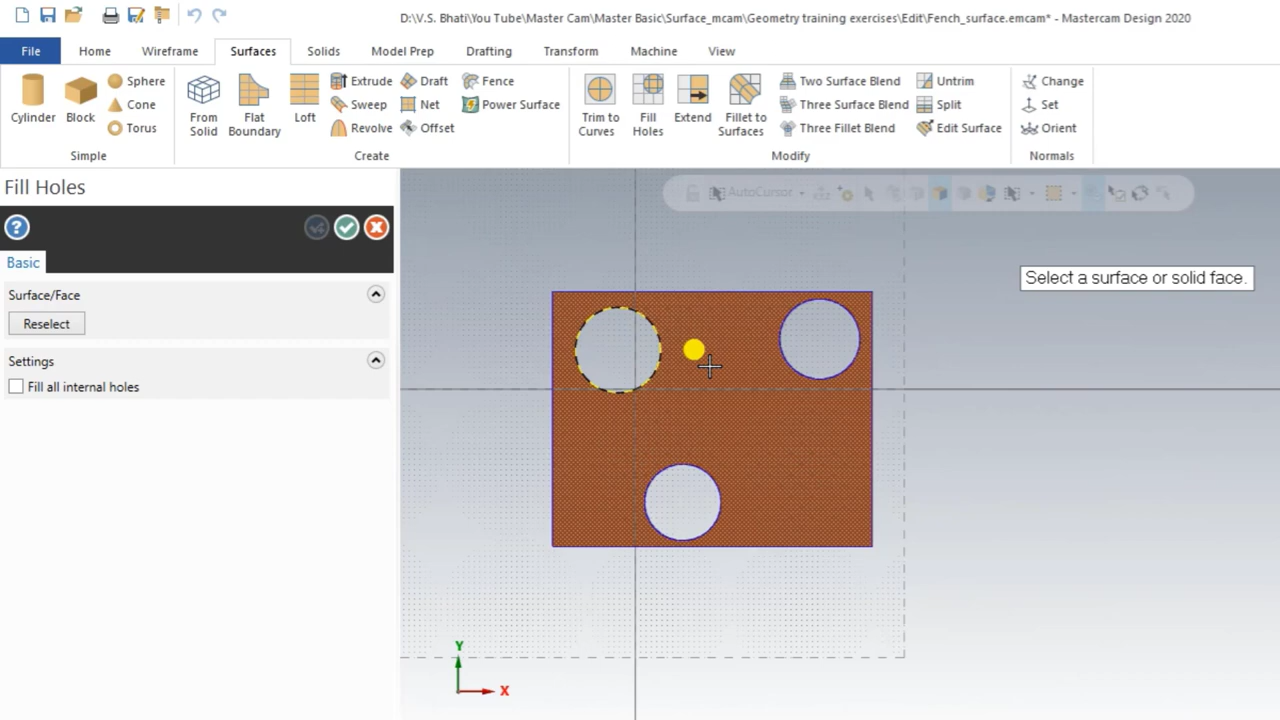 D:\V.S. Bhati\You Tube\Master Cam\Master Basic\Surface_mcam\Geometry training exercises\Edit\Fench_surface.emcam* - Mastercam Design 2020
File Home Wireframe Surfaces Solids Model Prep Drafting Transform Machine View
Cylinder Block Sphere Cone Torus
Simple
From Solid Flat Boundary Loft Extrude Sweep Revolve Draft Net Offset Fence Power Surface
Create
Trim to Curves Fill Holes Extend Fillet to Surfaces Two Surface Blend Three Surface Blend Three Fillet Blend Untrim Split Edit Surface
Modify
Change Set Orient
Normals
Fill Holes
?
Basic
Surface/Face
Reselect
Settings
Fill all internal holes
AutoCursor
Select a surface or solid face.
Y
X